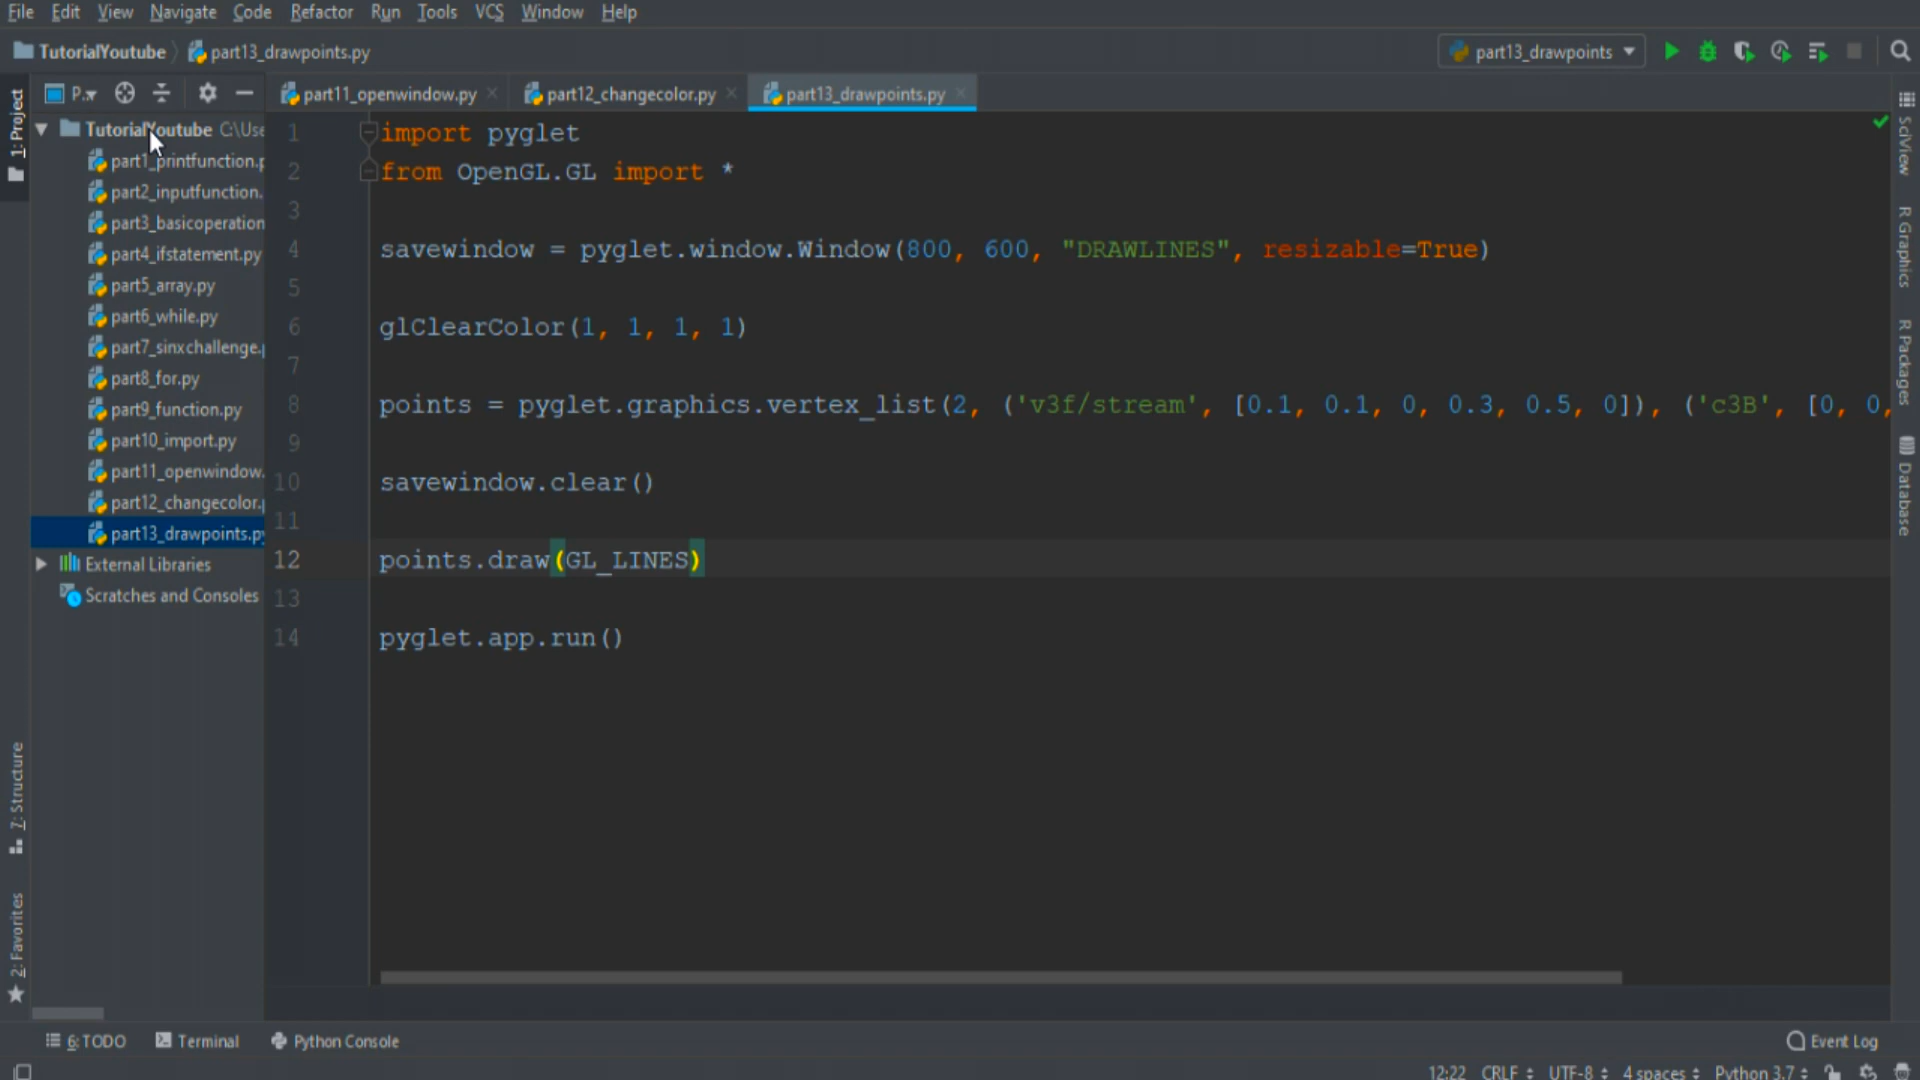 File Edit View Navigate Code Refactor Run Tools VCS Window Help
TutorialYoutube part13_drawpoints.py
part13_drawpoints
P..
part11_openwindow.py part12_changecolor.py part13_drawpoints.py
1: Project
TutorialYoutube C:\Use
part1_printfunction.p
part2_inputfunction.
part3_basicoperation
part4_ifstatement.py
part5_array.py
part6_while.py
part7_sinxchallenge.
part8_for.py
part9_function.py
part10_import.py
part11_openwindow.
part12_changecolor.
part13_drawpoints.py
External Libraries
Scratches and Consoles
7: Structure
2: Favorites
1 import pyglet
2 from OpenGL.GL import *
3
4 savewindow = pyglet.window.Window(800, 600, "DRAWLINES", resizable=True)
5
6 glClearColor(1, 1, 1, 1)
7
8 points = pyglet.graphics.vertex_list(2, ('v3f/stream', [0.1, 0.1, 0, 0.3, 0.5, 0]), ('c3B', [0, 0,
9
10 savewindow.clear()
11
12 points.draw(GL_LINES)
13
14 pyglet.app.run()
SciView
R Graphics
R Packages
Database
6: TODO Terminal Python Console Event Log
12:22 CRLF UTF-8 4 spaces Python 3.7